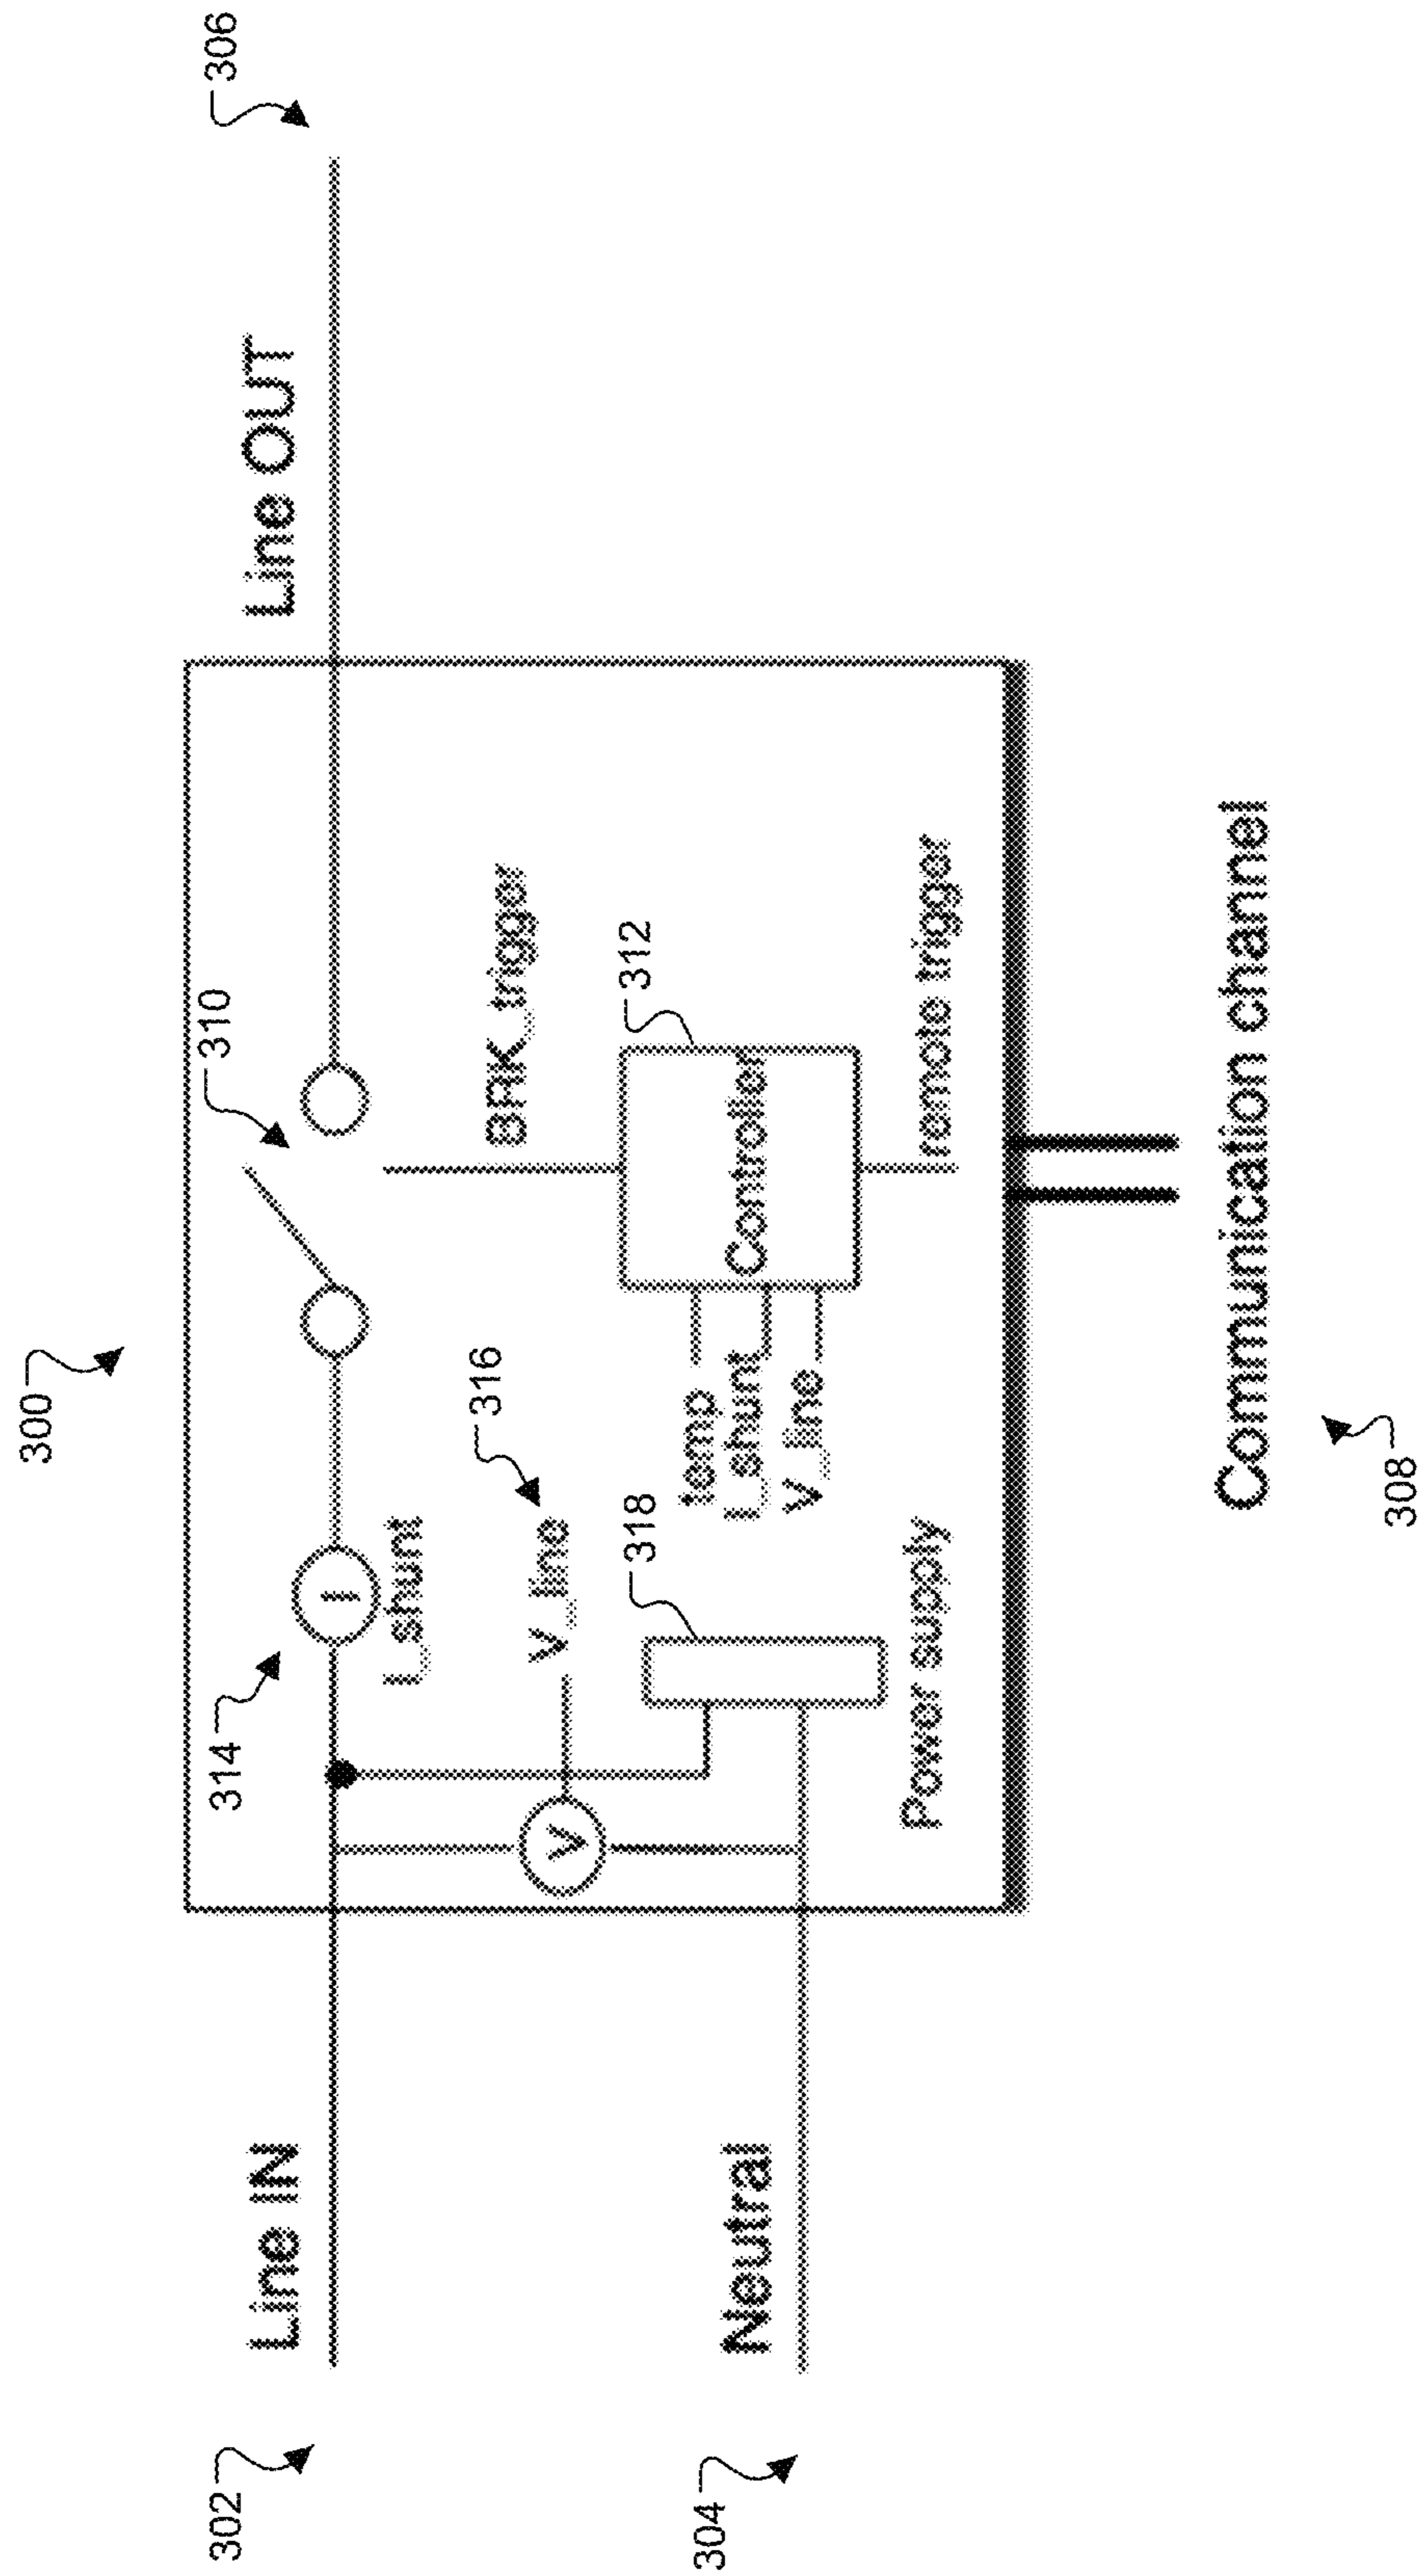 300
302
Line IN
314
I_shunt
310
Line OUT
306
V
I
V_line
316
BRK_trigger
304
Neutral
318
Power supply
temp
I_shunt
V_line
Controller
312
remote trigger
Communication channel
308